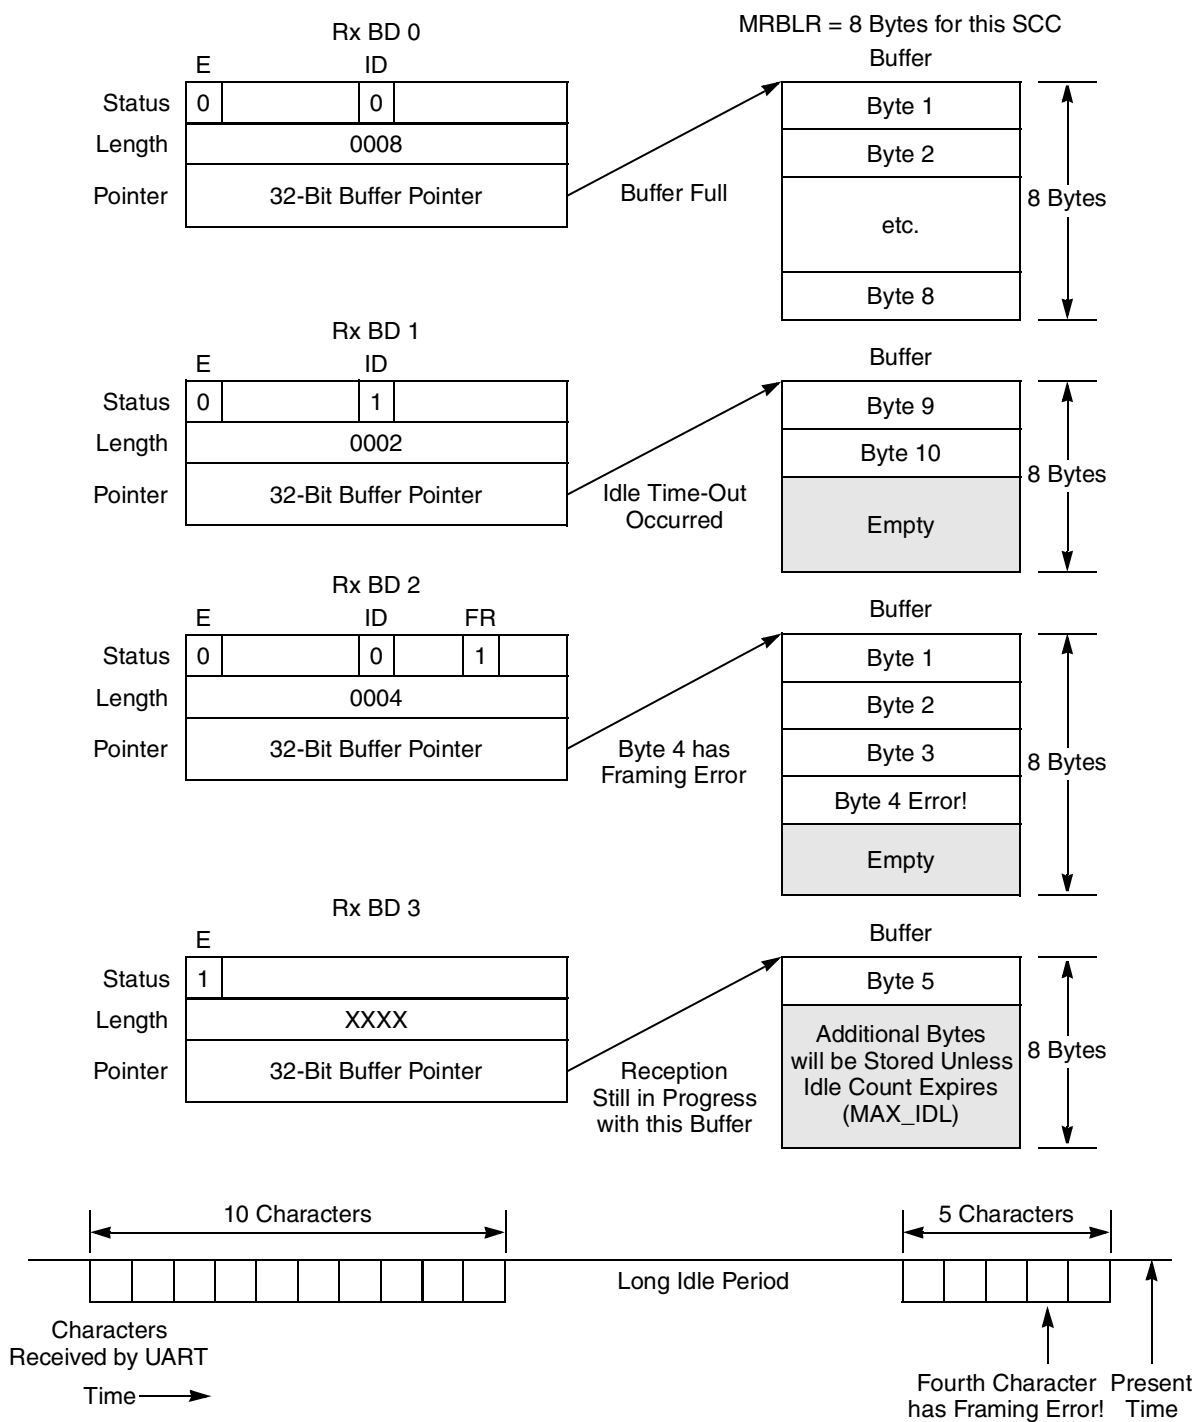 MRBLR = 8 Bytes for this SCC
Rx BD 0
E ID
Buffer
Status 0 0
Byte 1
Length 0008
Byte 2
Pointer 32-Bit Buffer Pointer
Buffer Full
8 Bytes
etc.
Byte 8
Rx BD 1
E ID
Buffer
Status 0 1
Byte 9
Length 0002
Byte 10
Pointer 32-Bit Buffer Pointer
Idle Time-Out
Occurred
8 Bytes
Empty
Rx BD 2
E ID FR
Buffer
Status 0 0 1
Byte 1
Length 0004
Byte 2
Pointer 32-Bit Buffer Pointer
Byte 4 has
Framing Error
Byte 3
8 Bytes
Byte 4 Error!
Empty
Rx BD 3
E
Buffer
Status 1
Byte 5
Length XXXX
Pointer 32-Bit Buffer Pointer
Reception
Still in Progress
with this Buffer
Additional Bytes
will be Stored Unless
Idle Count Expires
(MAX_IDL)
8 Bytes
10 Characters
5 Characters
Long Idle Period
Characters
Received by UART
Time
Fourth Character
has Framing Error!
Present
Time